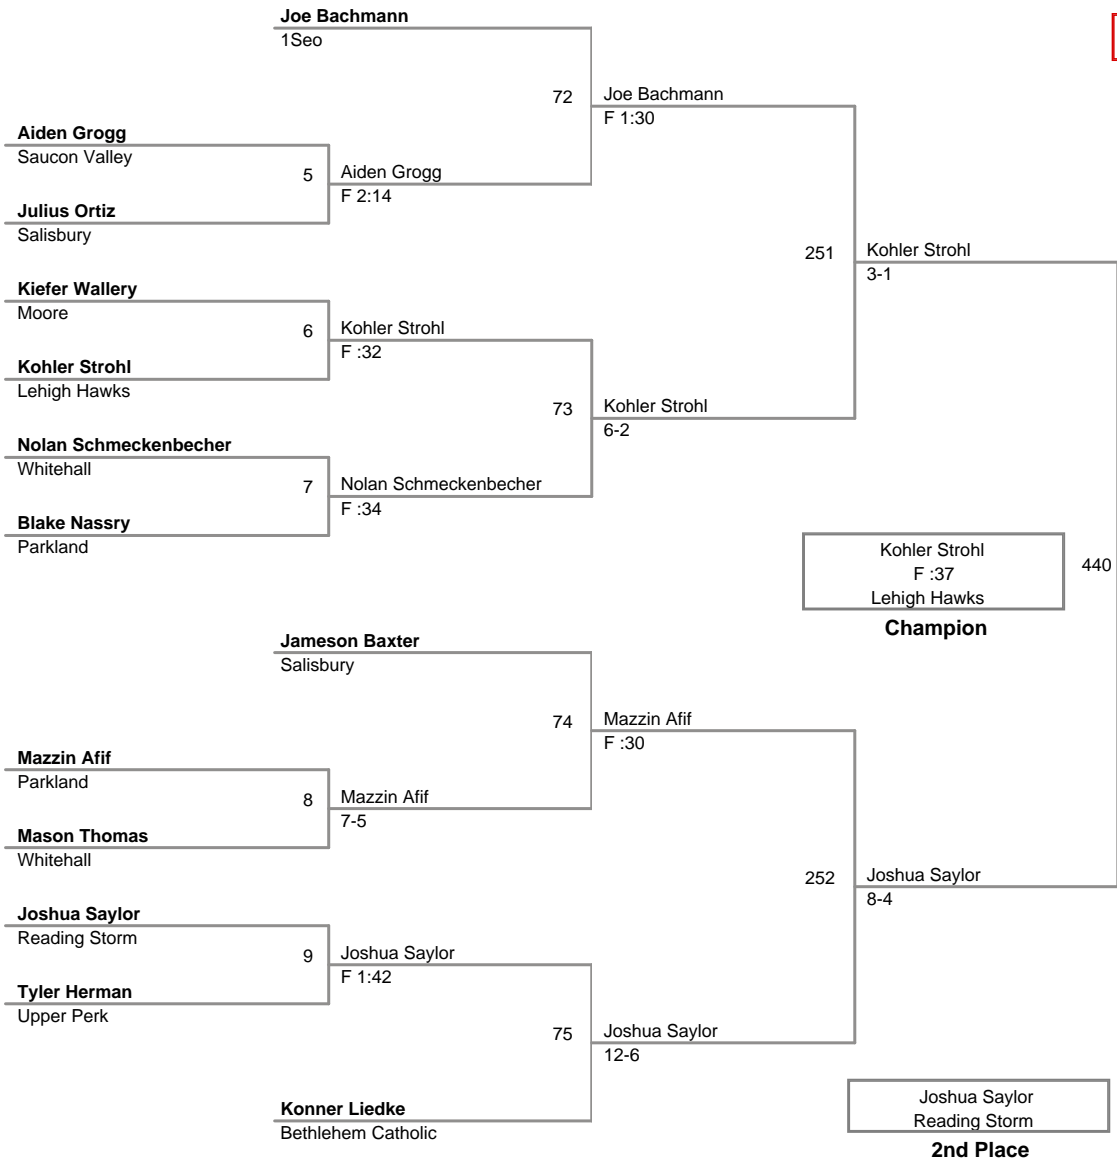 Joe Bachmann
1Seo
72
Joe Bachmann
F 1:30
Aiden Grogg
Saucon Valley
5
Aiden Grogg
F 2:14
Julius Ortiz
Salisbury
251
Kohler Strohl
3-1
Kiefer Wallery
Moore
6
Kohler Strohl
F :32
Kohler Strohl
Lehigh Hawks
73
Kohler Strohl
6-2
Nolan Schmeckenbecher
Whitehall
7
Nolan Schmeckenbecher
F :34
Blake Nassry
Parkland
Kohler Strohl
F :37
Lehigh Hawks
440
Champion
Jameson Baxter
Salisbury
74
Mazzin Afif
F :30
Mazzin Afif
Parkland
8
Mazzin Afif
7-5
Mason Thomas
Whitehall
252
Joshua Saylor
8-4
Joshua Saylor
Reading Storm
9
Joshua Saylor
F 1:42
Tyler Herman
Upper Perk
75
Joshua Saylor
12-6
Konner Liedke
Bethlehem Catholic
Joshua Saylor
Reading Storm
2nd Place